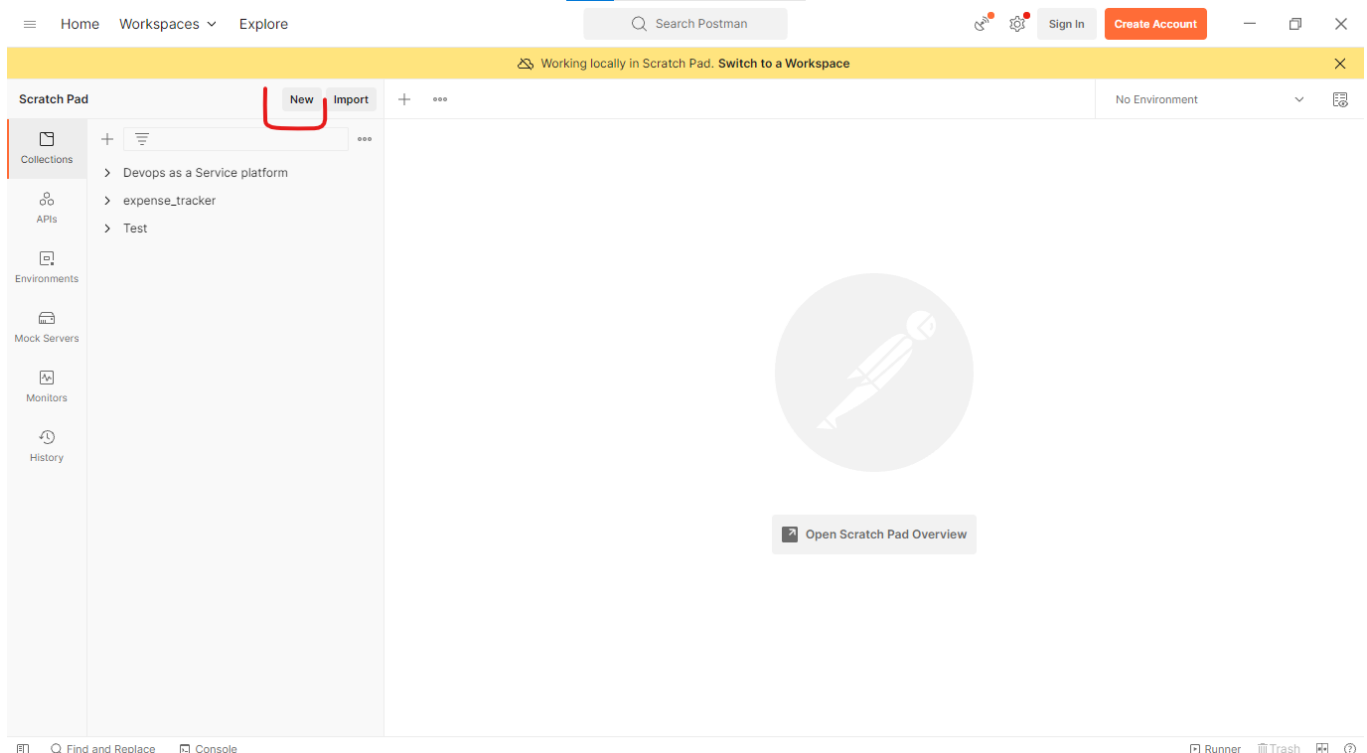 Home Workspaces Explore Search Postman Sign In Create Account
Working locally in Scratch Pad. Switch to a Workspace
Scratch Pad New Import No Environment
Collections
Devops as a Service platform
expense_tracker
APIs
Test
Environments
Mock Servers
Monitors
History
Open Scratch Pad Overview
Find and Replace Console Runner Trash